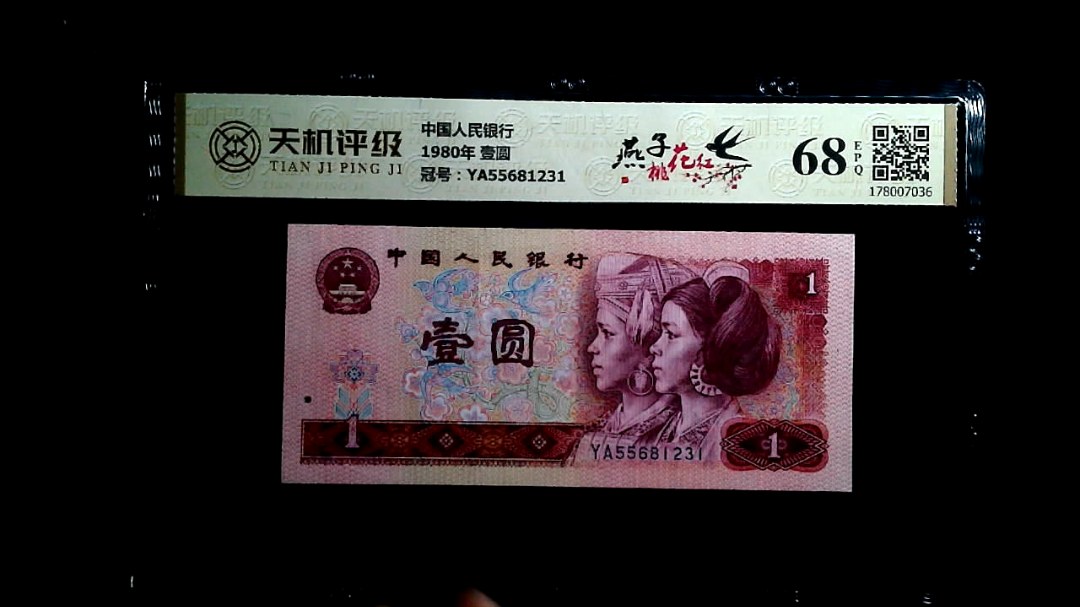 天机评级
TIAN JI PING JI
中国人民银行
1980年 壹圆
冠号：YA55681231
燕子
桃花红
68
EPQ
178007036
中国人民银行
1
壹圆
1
YA55681231
1